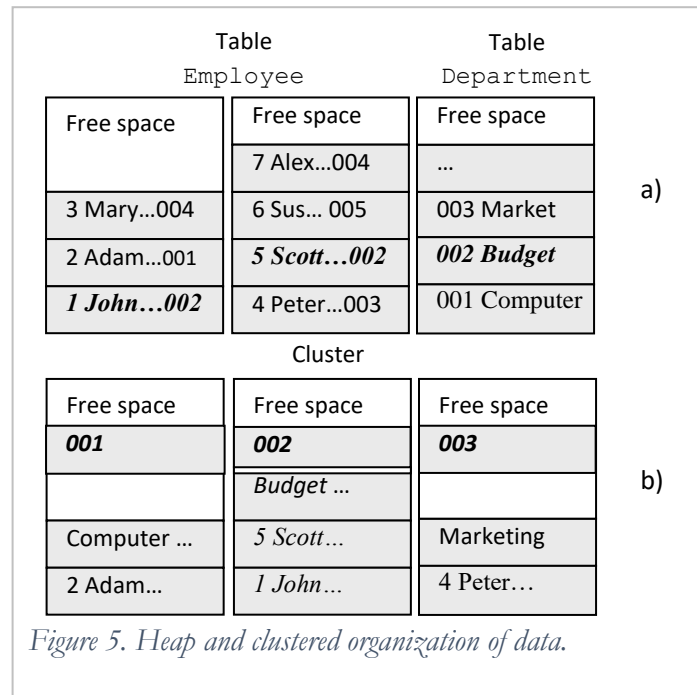 Table Table
Employee Department
Free space Free space Free space
7 Alex...004 ...
3 Mary...004 6 Sus... 005 003 Market
a)
2 Adam...001 5 Scott...002 002 Budget
1 John...002 4 Peter...003 001 Computer
Cluster
Free space Free space Free space
001 002 003
b)
Budget ...
Computer ... 5 Scott... Marketing
2 Adam... 1 John... 4 Peter...
Figure 5. Heap and clustered organization of data.